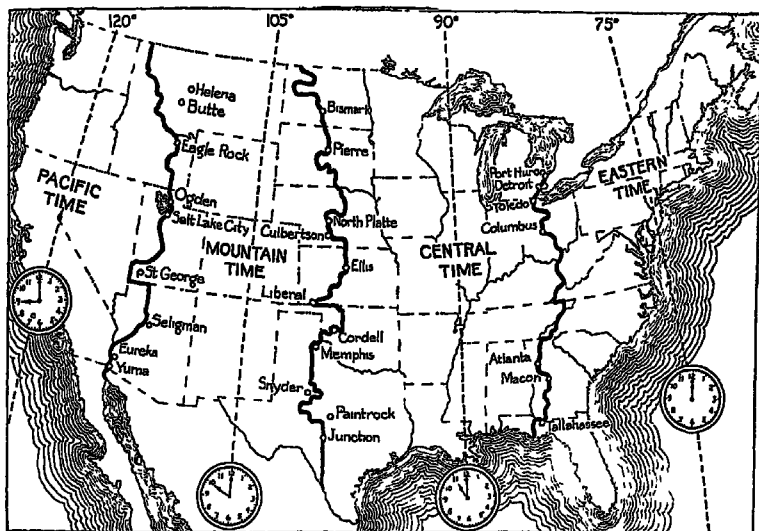 120°
105°
90°
75°
Helena
Butte
Bismark
Eagle Rock
Pierre
Port Huron
Detroit
EASTERN
TIME
PACIFIC
TIME
Ogden
Toledo
Salt Lake City
Culbertson
North Platte
Columbus
MOUNTAIN
TIME
CENTRAL
TIME
St George
Ellis
Liberal
Seligman
Cordell
Memphis
Eureka
Yuma
Atlanta
Macon
Snyder
Paintrock
Junction
Tallahassee